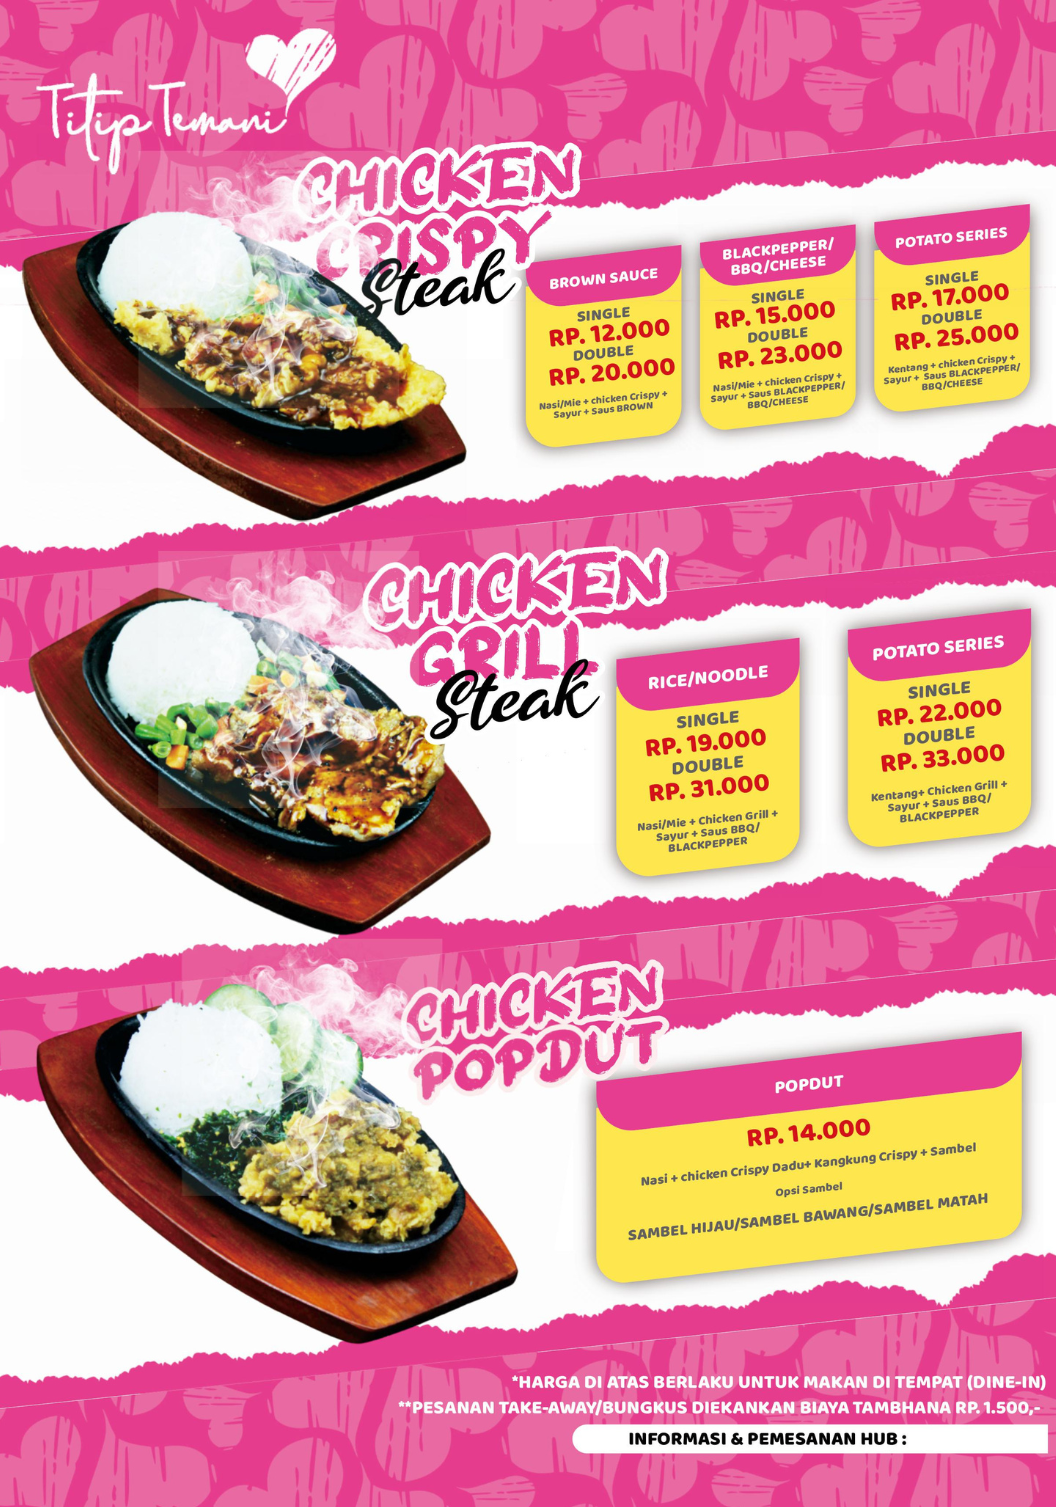 Titip Temani
CHICKEN
CRISPY
Steak
BROWN SAUCE
SINGLE
RP. 12.000
DOUBLE
RP. 20.000
Nasi/Mie + chicken Crispy +
Sayur + Saus BROWN
BLACKPEPPER/
BBQ/CHEESE
SINGLE
RP. 15.000
DOUBLE
RP. 23.000
Nasi/Mie + chicken Crispy +
Sayur + Saus BLACKPEPPER/
BBQ/CHEESE
POTATO SERIES
SINGLE
RP. 17.000
DOUBLE
RP. 25.000
Kentang + chicken Crispy +
Sayur + Saus BLACKPEPPER/
BBQ/CHEESE
CHICKEN
GRILL
Steak
RICE/NOODLE
SINGLE
RP. 19.000
DOUBLE
RP. 31.000
Nasi/Mie + Chicken Grill +
Sayur + Saus BBQ/
BLACKPEPPER
POTATO SERIES
SINGLE
RP. 22.000
DOUBLE
RP. 33.000
Kentang+ Chicken Grill +
Sayur + Saus BBQ/
BLACKPEPPER
CHICKEN
POPDUT
POPDUT
RP. 14.000
Nasi + chicken Crispy Dadu+ Kangkung Crispy + Sambel
Opsi Sambel
SAMBEL HIJAU/SAMBEL BAWANG/SAMBEL MATAH
*HARGA DI ATAS BERLAKU UNTUK MAKAN DI TEMPAT (DINE-IN)
**PESANAN TAKE-AWAY/BUNGKUS DIEKANKAN BIAYA TAMBHANA RP. 1.500,-
INFORMASI & PEMESANAN HUB :